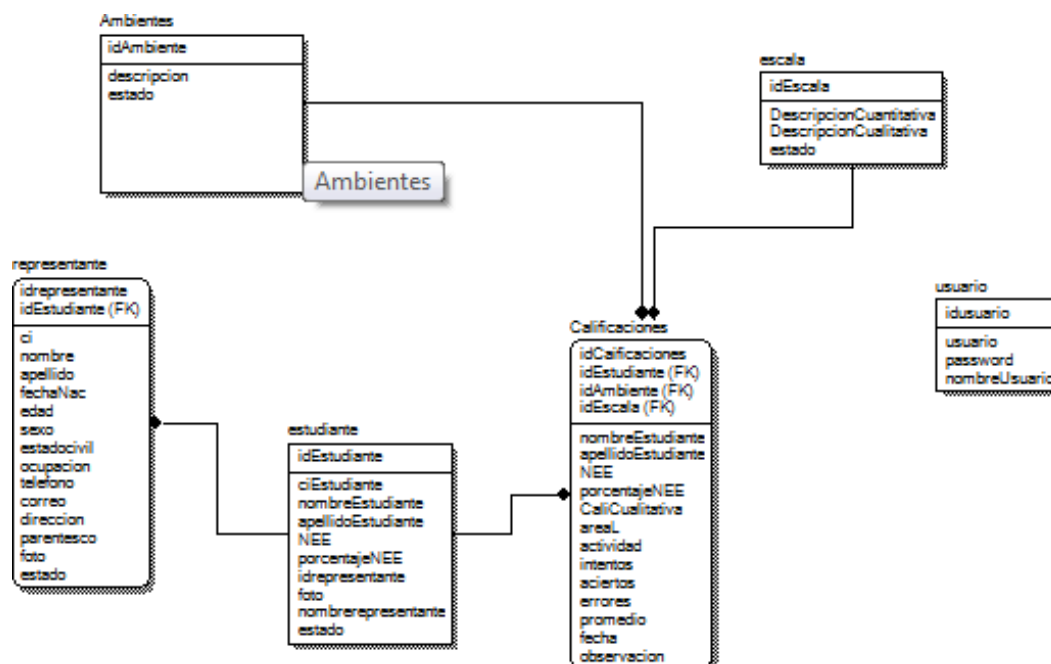 Ambientes
idAmbiente
descripcion
estado
Ambientes
escala
idEscala
DescripcionCuantitativa
DescripcionCualitativa
estado
representante
idrepresentante
idEstudiante (FK)
ci
nombre
apellido
fechaNac
edad
sexo
estadocivil
ocupacion
telefono
correo
direccion
parentesco
foto
estado
estudiante
idEstudiante
ciEstudiante
nombreEstudiante
apellidoEstudiante
NEE
porcentajeNEE
idrepresentante
foto
nombrerepresentante
estado
Calificaciones
idCaificaciones
idEstudiante (FK)
idAmbiente (FK)
idEscala (FK)
nombreEstudiante
apellidoEstudiante
NEE
porcentajeNEE
CaliCualitativa
areaL
actividad
intentos
aciertos
errores
promedio
fecha
observacion
usuario
idusuario
usuario
password
nombreUsuario